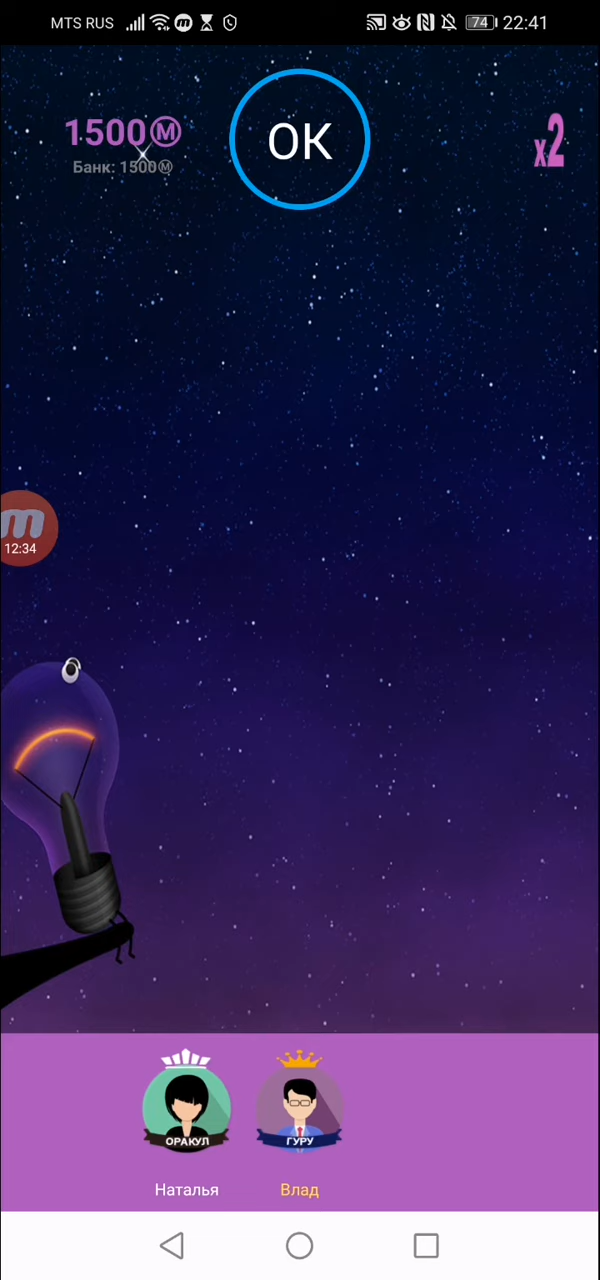 MTS RUS 74 22:41
1500Ⓜ
Банк: 1500Ⓜ
OK
x2
m
12:34
ОРАКУЛ
ГУРУ
Наталья
Влад